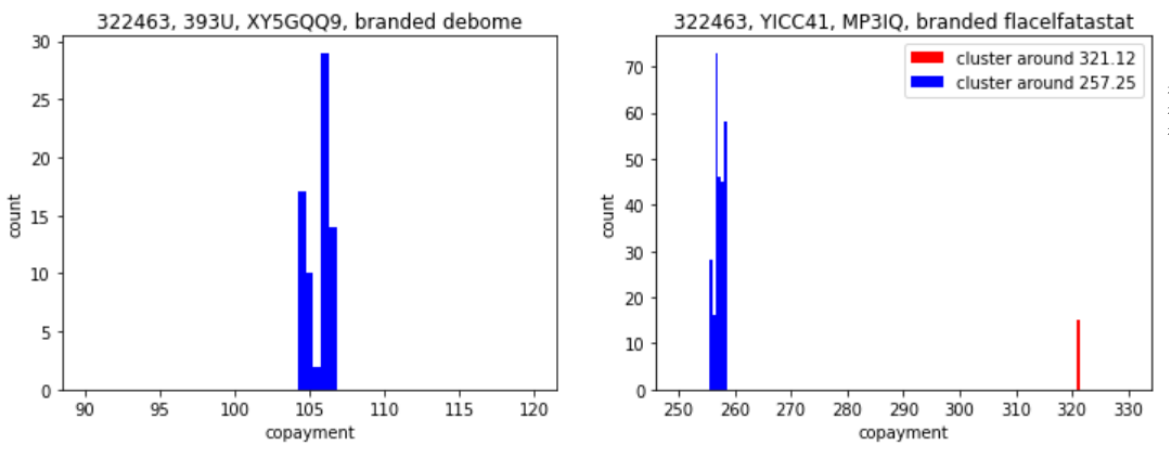 322463, 393U, XY5GQQ9, branded debome
30
25
20
15
10
5
0
count
90 95 100 105 110 115 120
copayment
322463, YICC41, MP3IQ, branded flacelfatastat
cluster around 321.12
cluster around 257.25
70
60
50
40
30
20
10
0
count
250 260 270 280 290 300 310 320 330
copayment